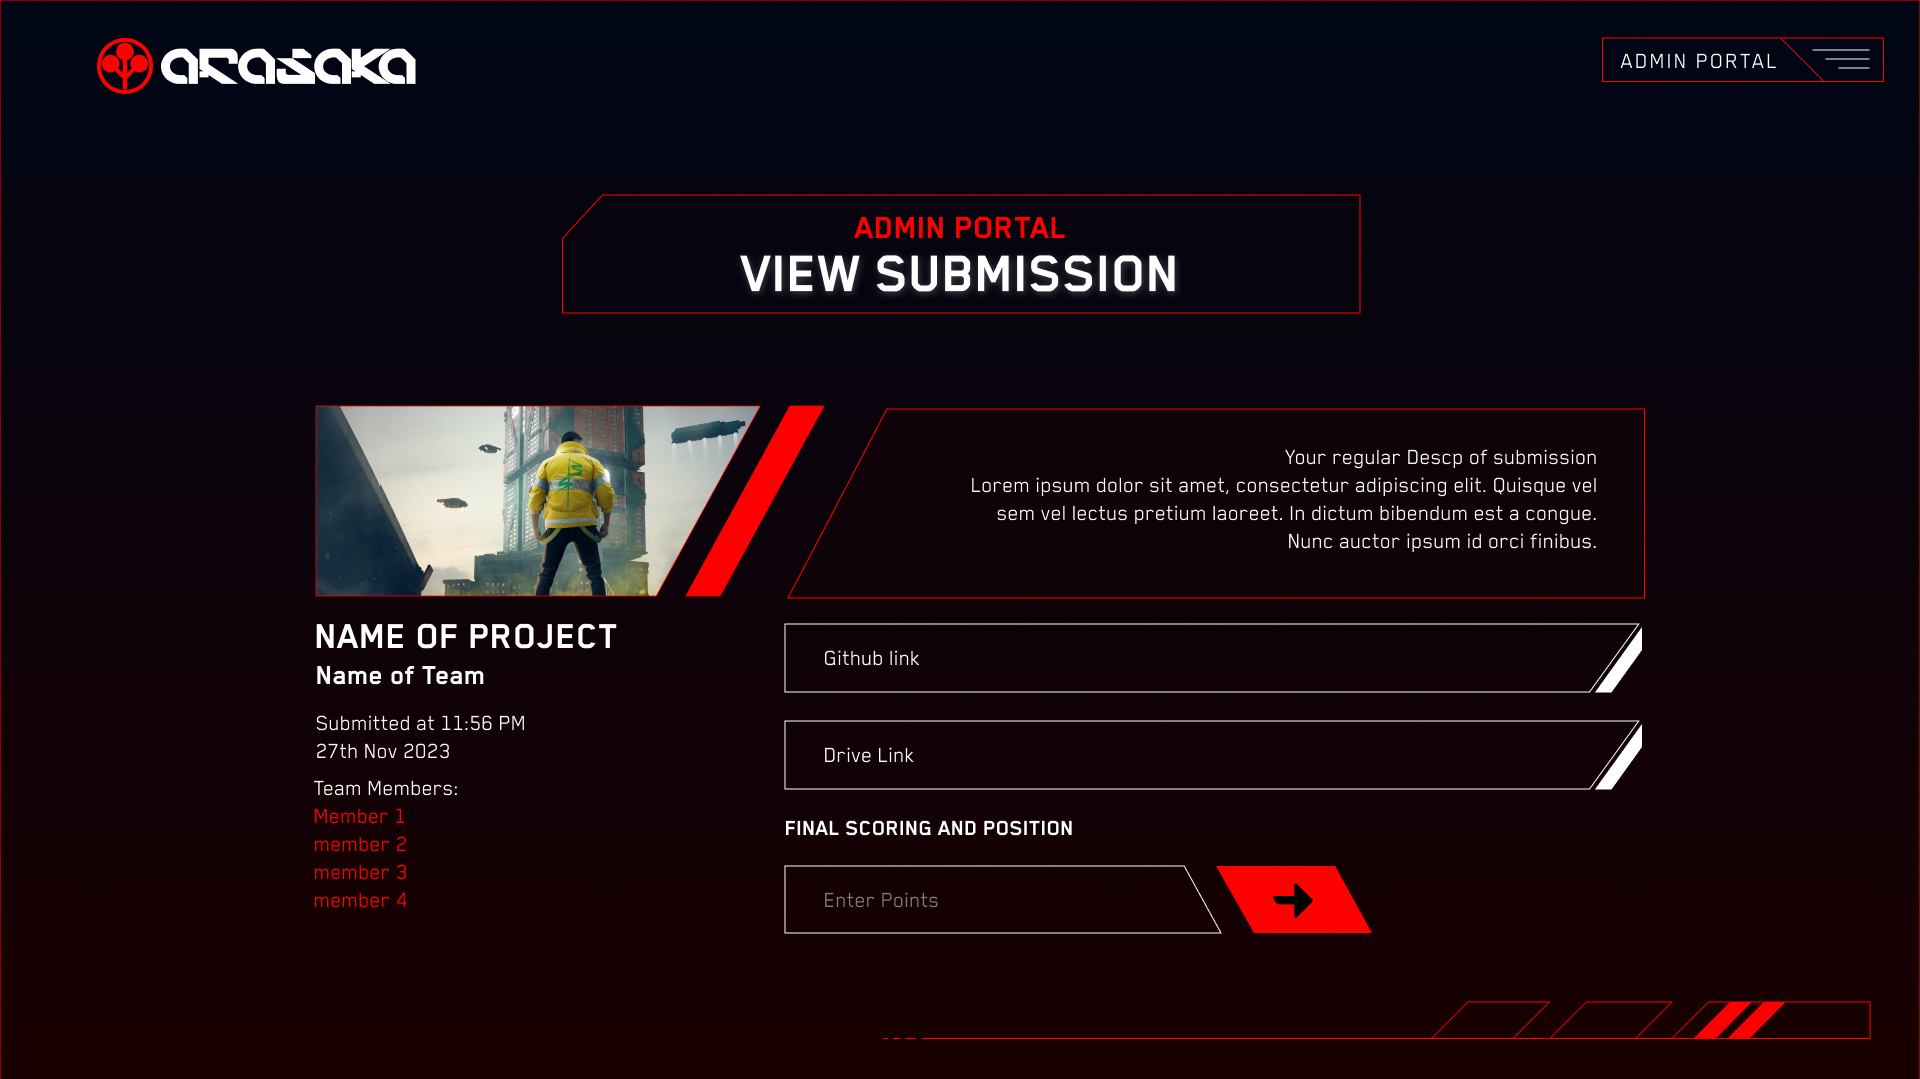 arasaka
ADMIN PORTAL
ADMIN PORTAL
VIEW SUBMISSION
Your regular Descp of submission
Lorem ipsum dolor sit amet, consectetur adipiscing elit. Quisque vel
sem vel lectus pretium laoreet. In dictum bibendum est a congue.
Nunc auctor ipsum id orci finibus.
NAME OF PROJECT
Name of Team
Submitted at 11:56 PM
27th Nov 2023
Team Members:
Member 1
member 2
member 3
member 4
Github link
Drive Link
FINAL SCORING AND POSITION
Enter Points